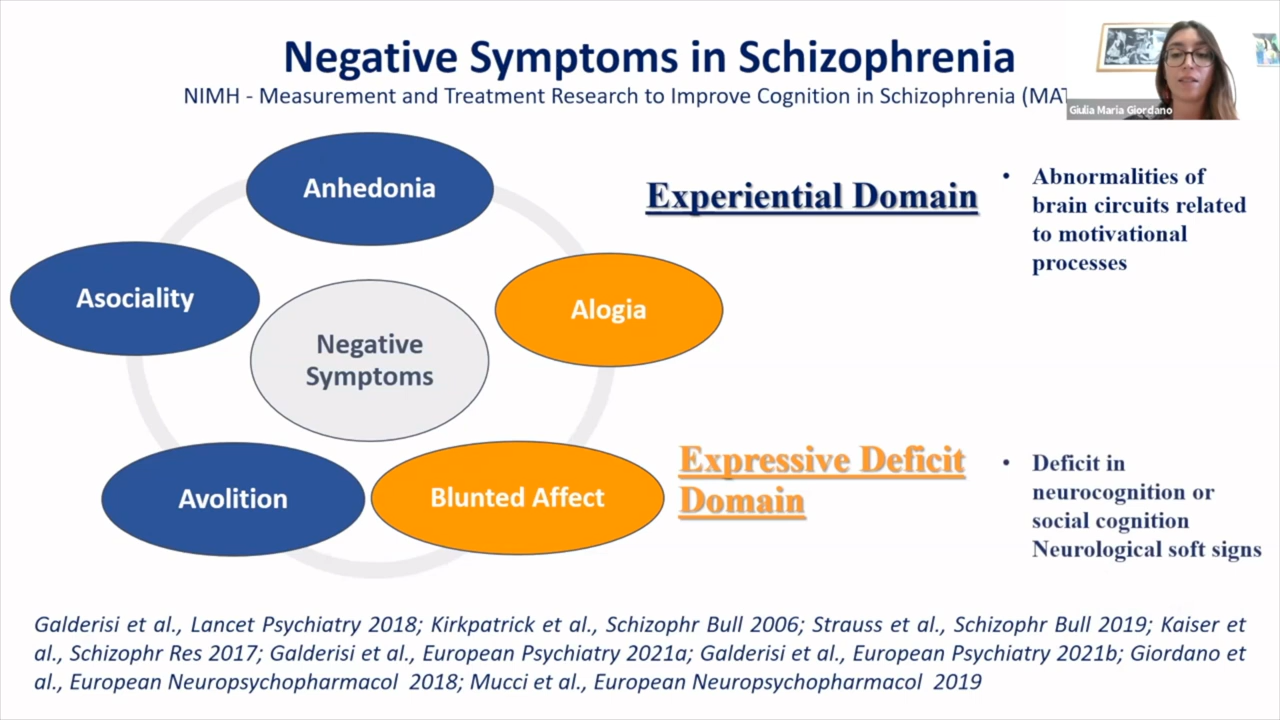 Negative Symptoms in Schizophrenia
NIMH - Measurement and Treatment Research to Improve Cognition in Schizophrenia
Giulia Maria Giordano
Anhedonia
Asociality
Alogia
Negative
Symptoms
Avolition
Blunted Affect
Experiential Domain
• Abnormalities of
brain circuits related
to motivational
processes
Expressive Deficit
Domain
• Deficit in
neurocognition or
social cognition
Neurological soft signs
Galderisi et al., Lancet Psychiatry 2018; Kirkpatrick et al., Schizophr Bull 2006; Strauss et al., Schizophr Bull 2019; Kaiser et
al., Schizophr Res 2017; Galderisi et al., European Psychiatry 2021a; Galderisi et al., European Psychiatry 2021b; Giordano et
al., European Neuropsychopharmacol 2018; Mucci et al., European Neuropsychopharmacol 2019